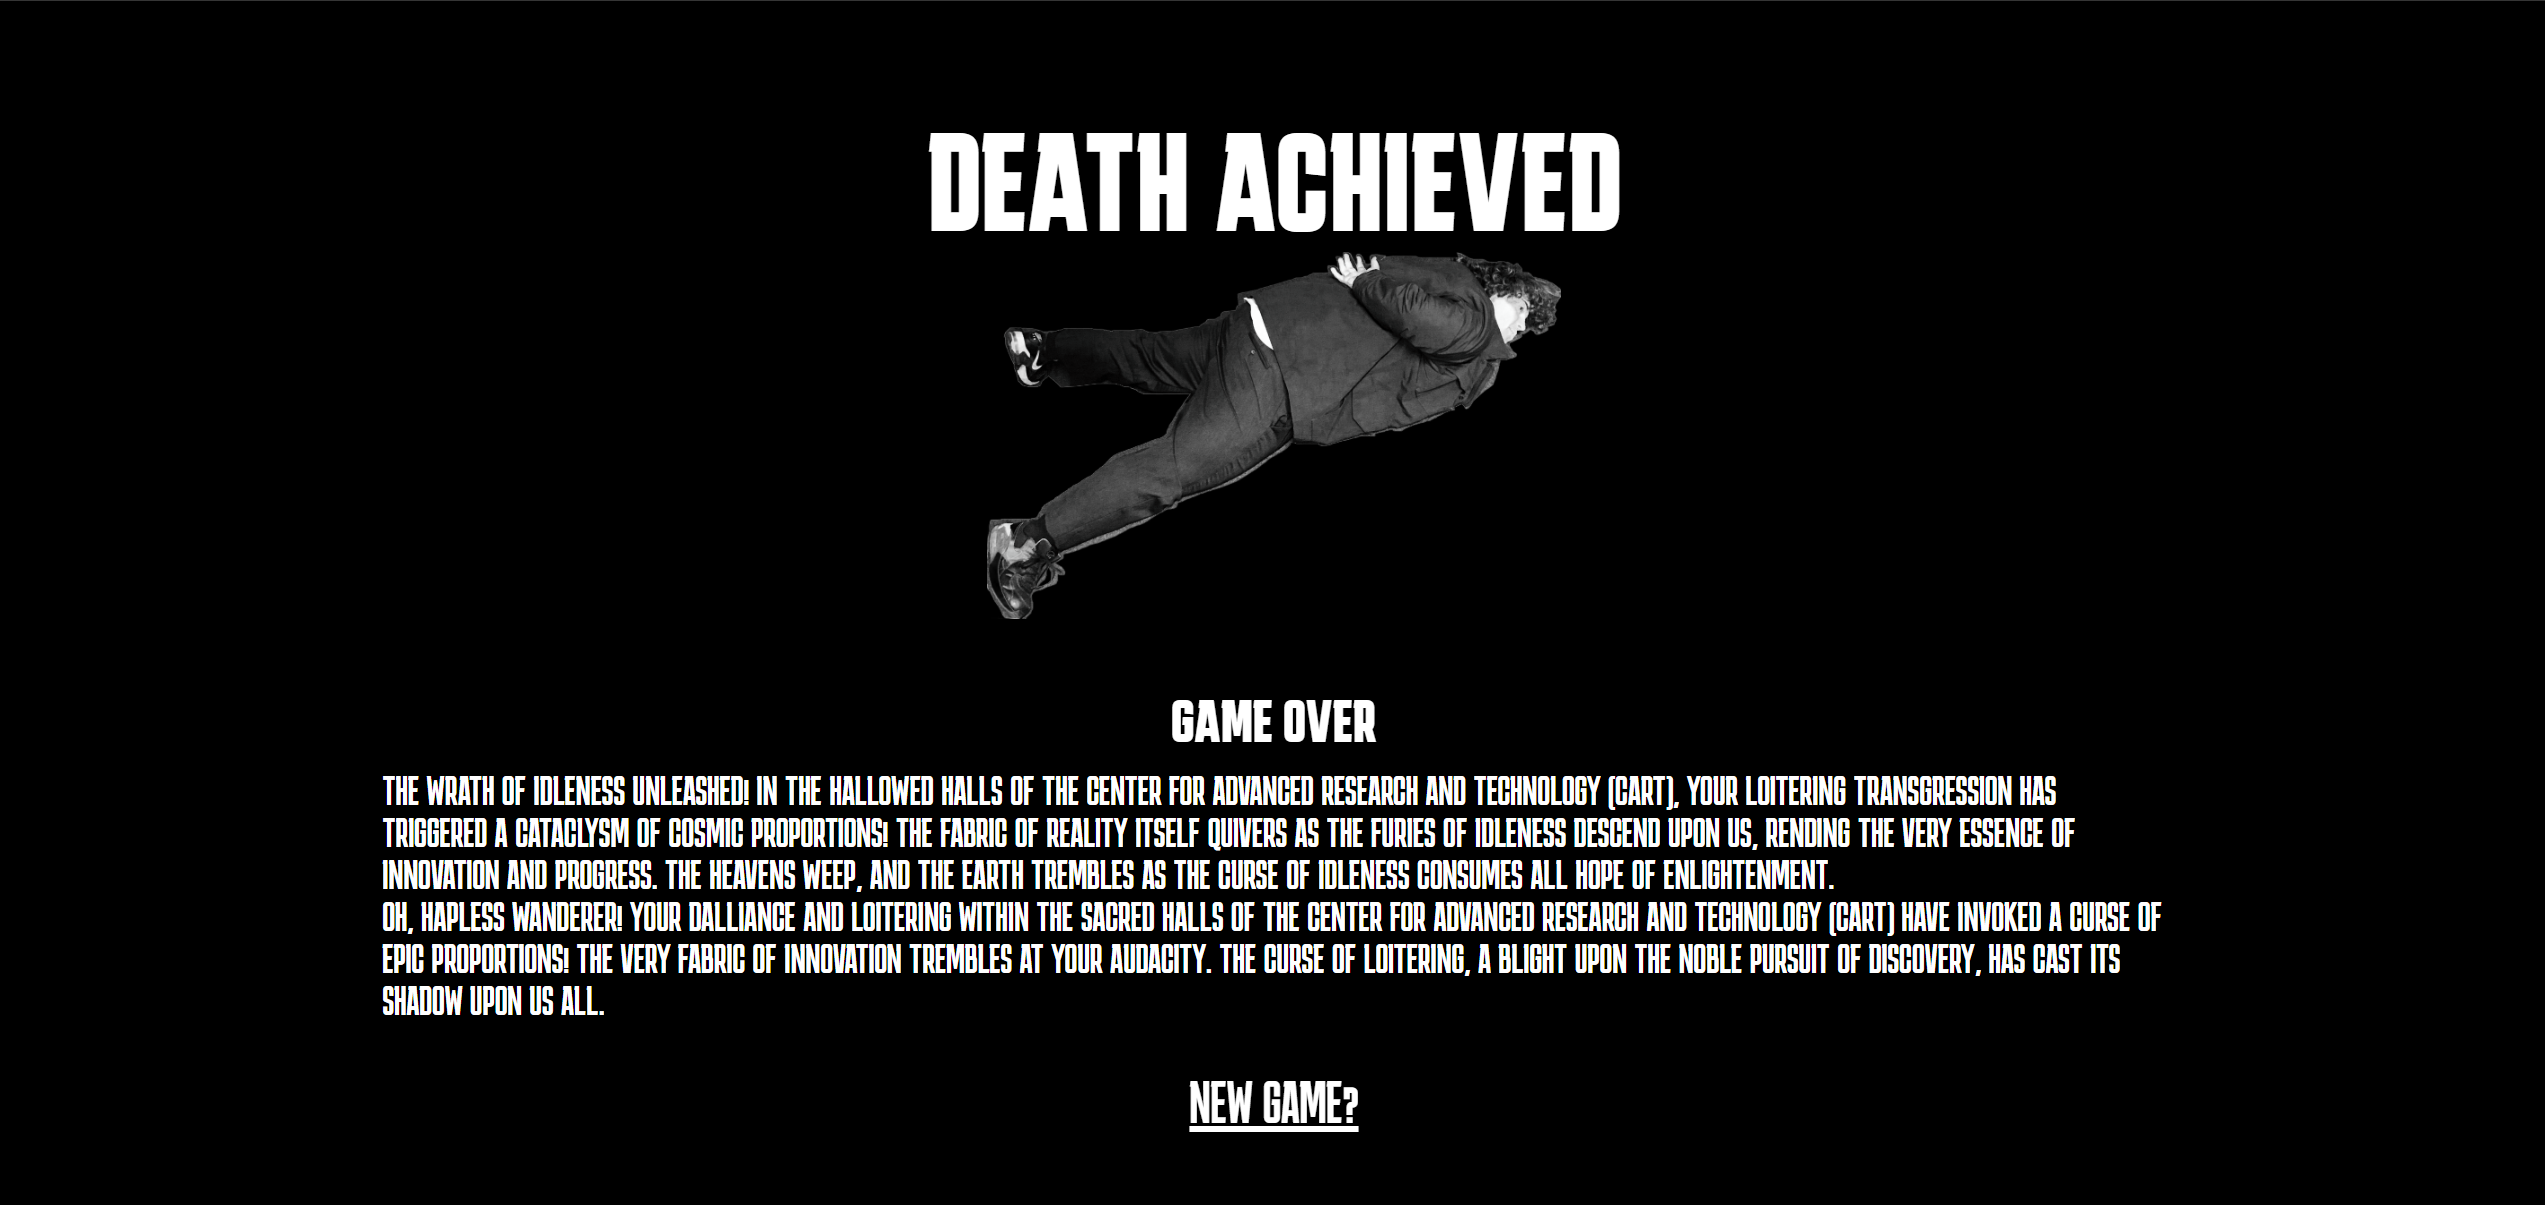 DEATH ACHIEVED
GAME OVER
THE WRATH OF IDLENESS UNLEASHED! IN THE HALLOWED HALLS OF THE CENTER FOR ADVANCED RESEARCH AND TECHNOLOGY (CART), YOUR LOITERING TRANSGRESSION HAS
TRIGGERED A CATACLYSM OF COSMIC PROPORTIONS! THE FABRIC OF REALITY ITSELF QUIVERS AS THE FURIES OF IDLENESS DESCEND UPON US, RENDING THE VERY ESSENCE OF
INNOVATION AND PROGRESS. THE HEAVENS WEEP, AND THE EARTH TREMBLES AS THE CURSE OF IDLENESS CONSUMES ALL HOPE OF ENLIGHTENMENT.
OH, HAPLESS WANDERER! YOUR DALLIANCE AND LOITERING WITHIN THE SACRED HALLS OF THE CENTER FOR ADVANCED RESEARCH AND TECHNOLOGY (CART) HAVE INVOKED A CURSE OF
EPIC PROPORTIONS! THE VERY FABRIC OF INNOVATION TREMBLES AT YOUR AUDACITY. THE CURSE OF LOITERING, A BLIGHT UPON THE NOBLE PURSUIT OF DISCOVERY, HAS CAST ITS
SHADOW UPON US ALL.
NEW GAME?